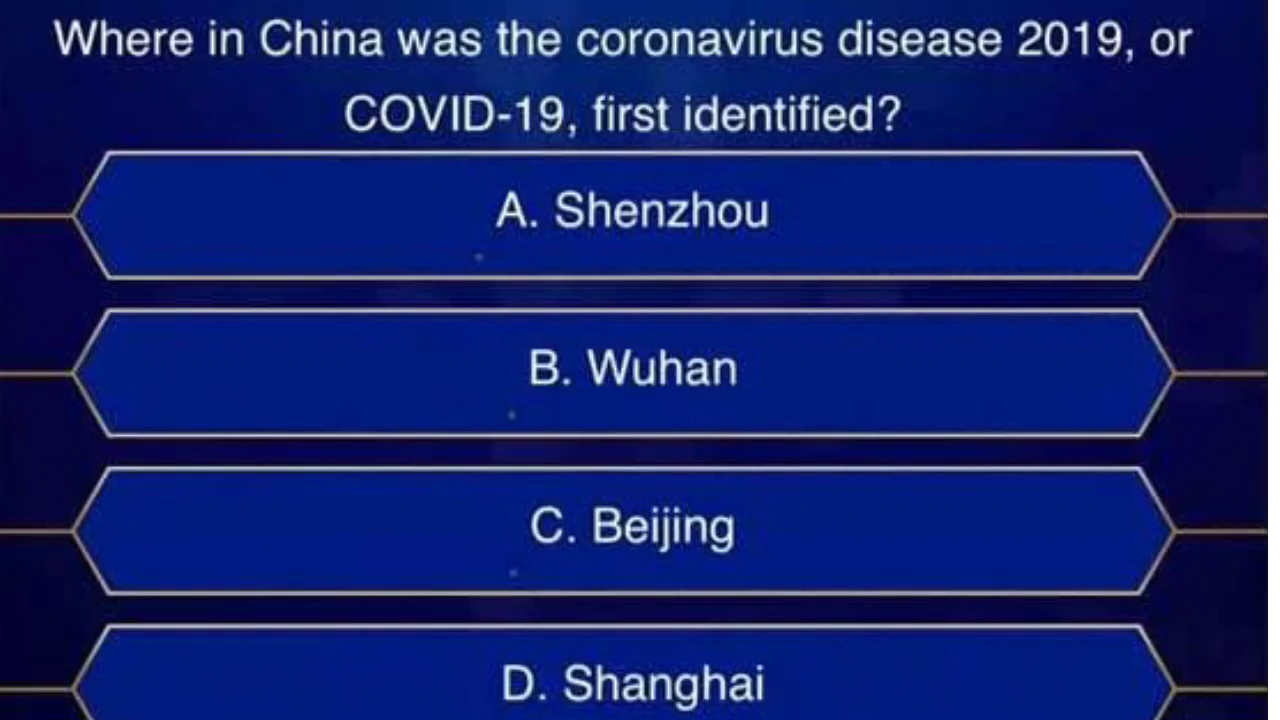 Where in China was the coronavirus disease 2019, or
COVID-19, first identified?
A. Shenzhou
B. Wuhan
C. Beijing
D. Shanghai